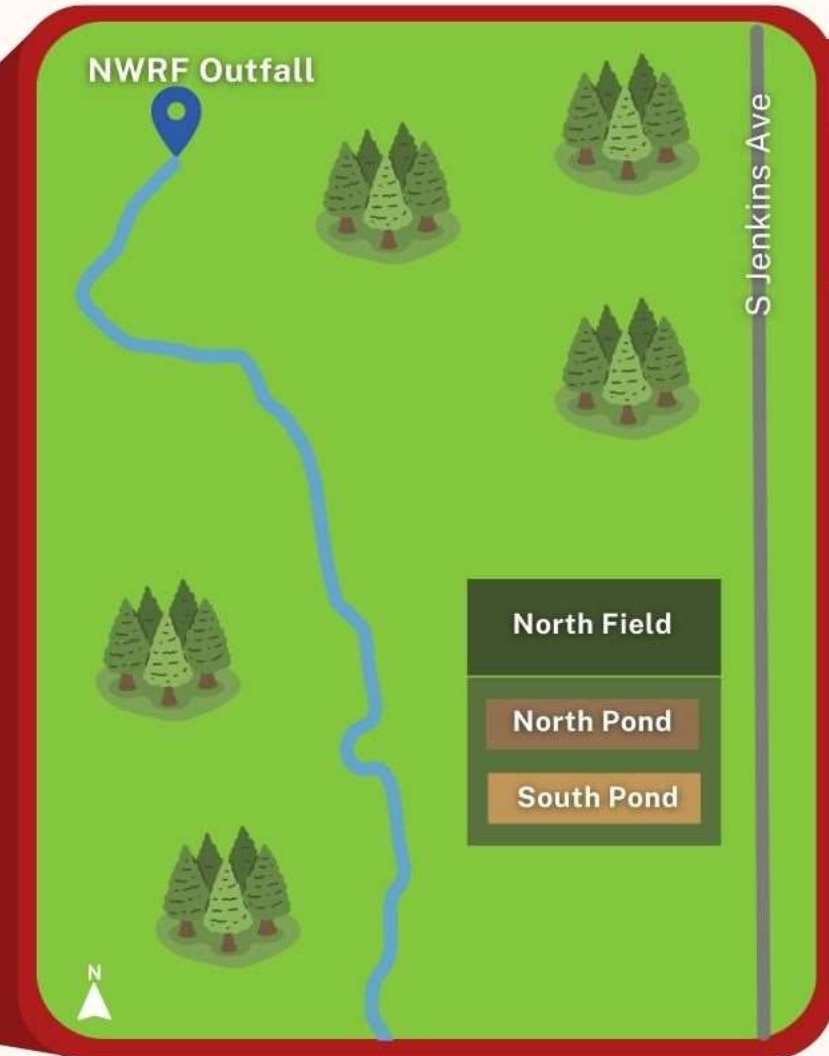 NWRF Outfall
S Jenkins Ave
North Field
North Pond
South Pond
N